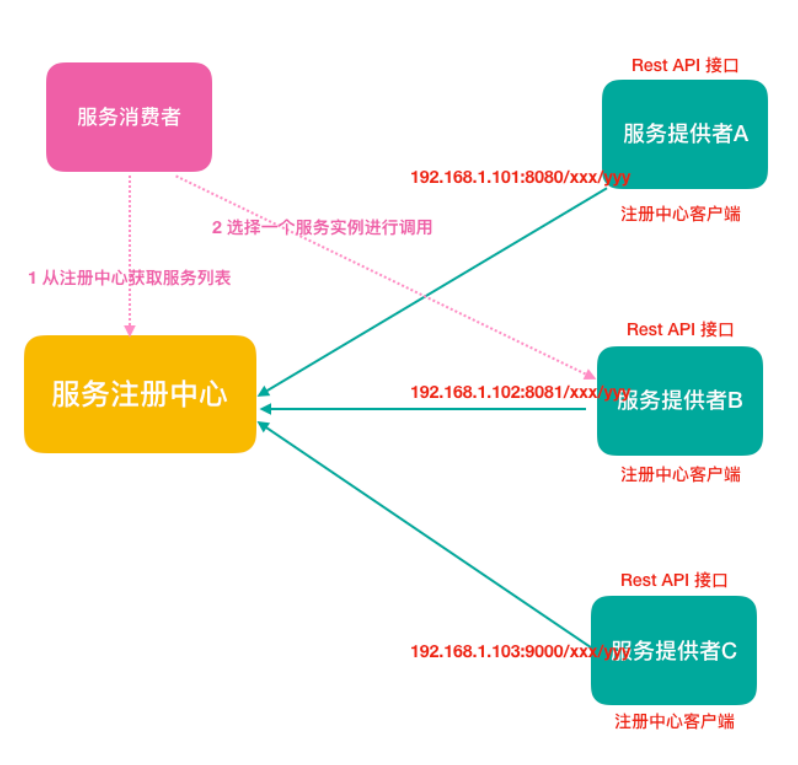 Rest API 接口
服务消费者
服务提供者A
192.168.1.101:8080/xxx/yyy
注册中心客户端
2 选择一个服务实例进行调用
1 从注册中心获取服务列表
Rest API 接口
服务注册中心
192.168.1.102:8081/xxx/yyy
服务提供者B
注册中心客户端
Rest API 接口
192.168.1.103:9000/xxx/yyy
服务提供者C
注册中心客户端